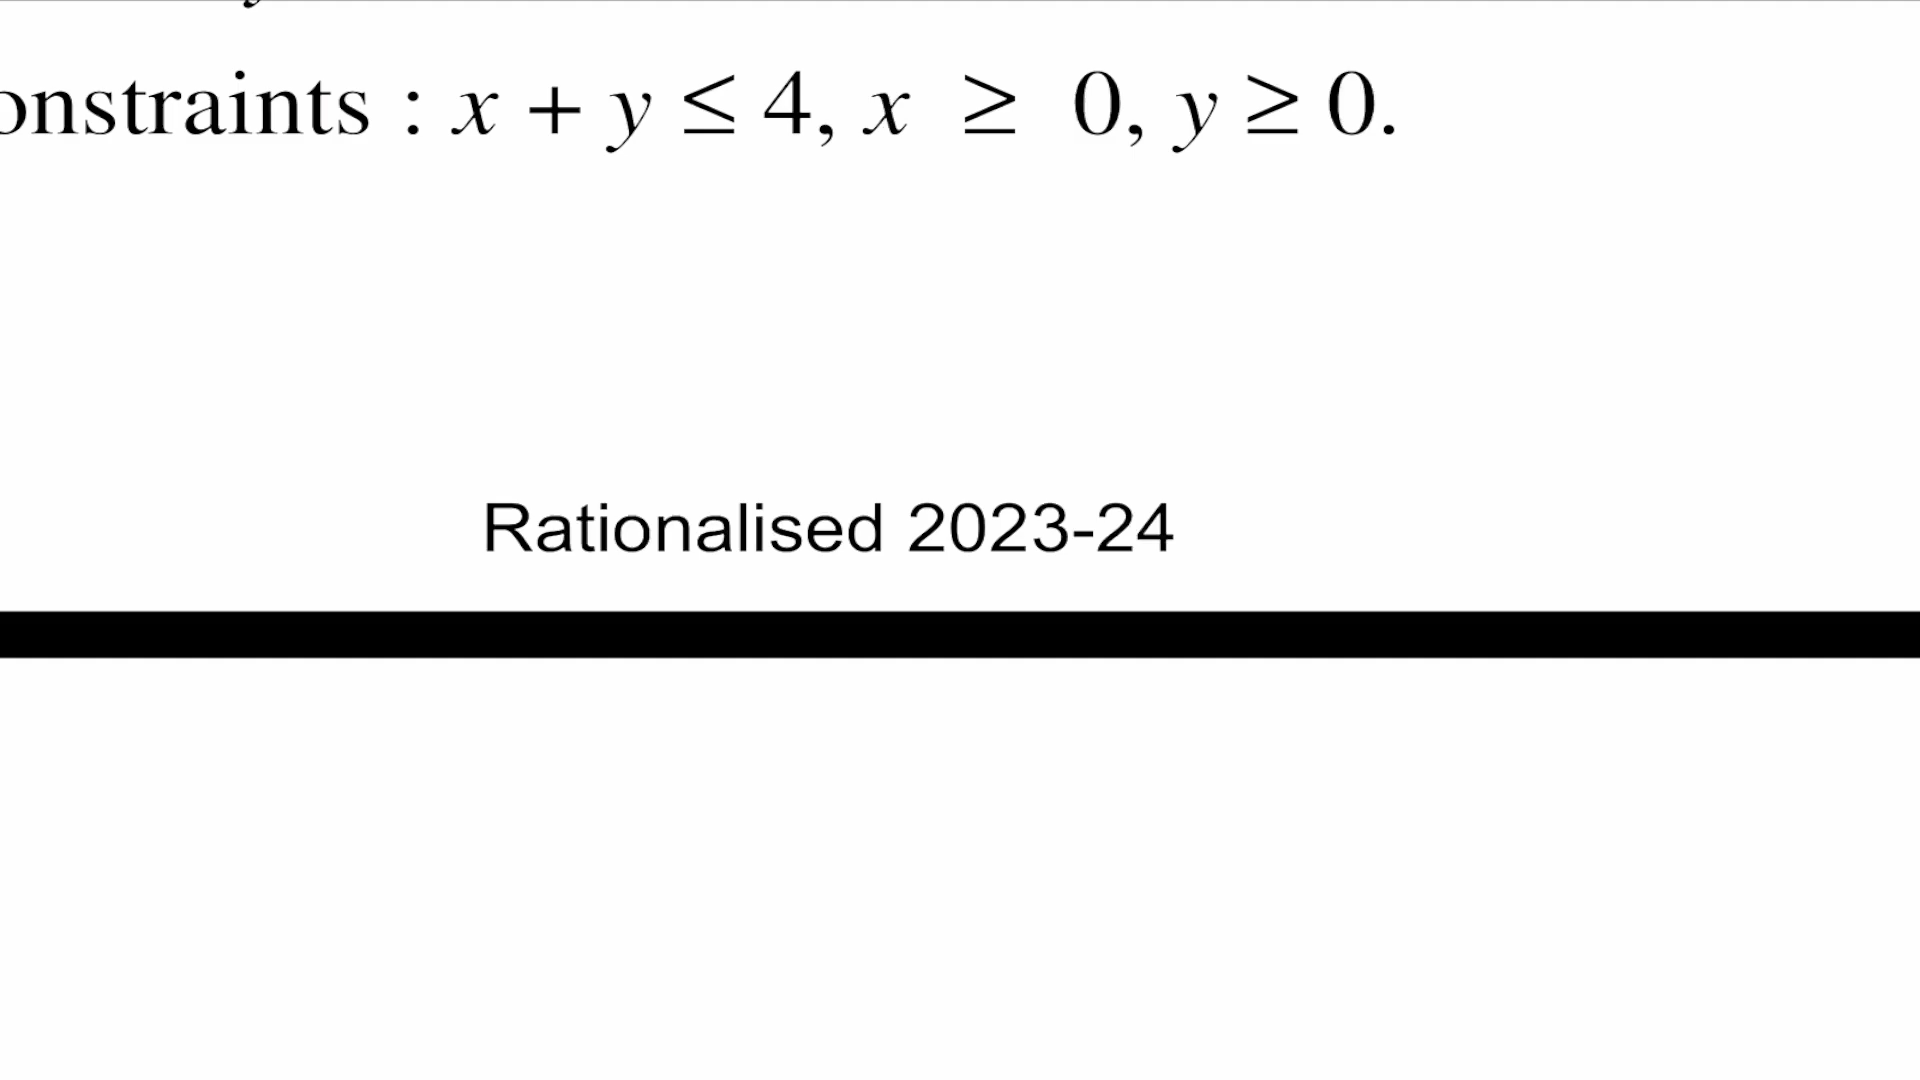 onstraints : x + y ≤ 4, x ≥ 0, y ≥ 0.
Rationalised 2023-24